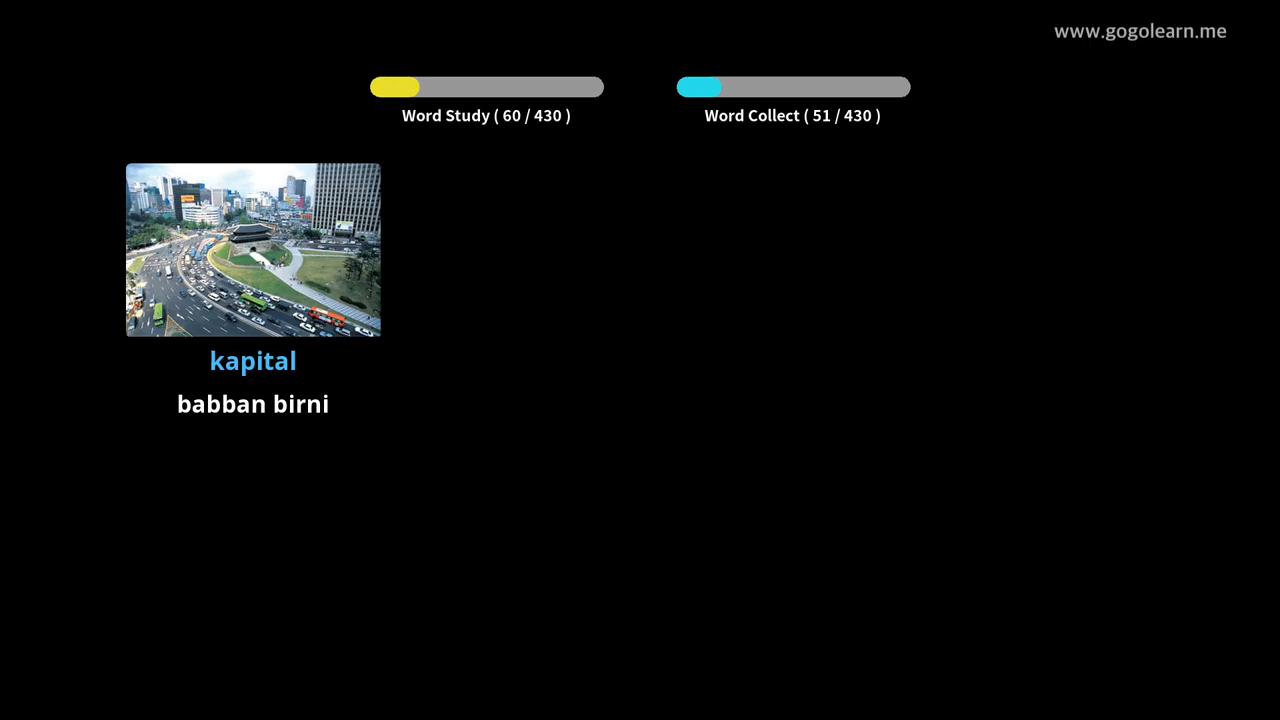 www.gogolearn.me
Word Study ( 60 / 430 )
Word Collect ( 51 / 430 )
kapital
babban birni